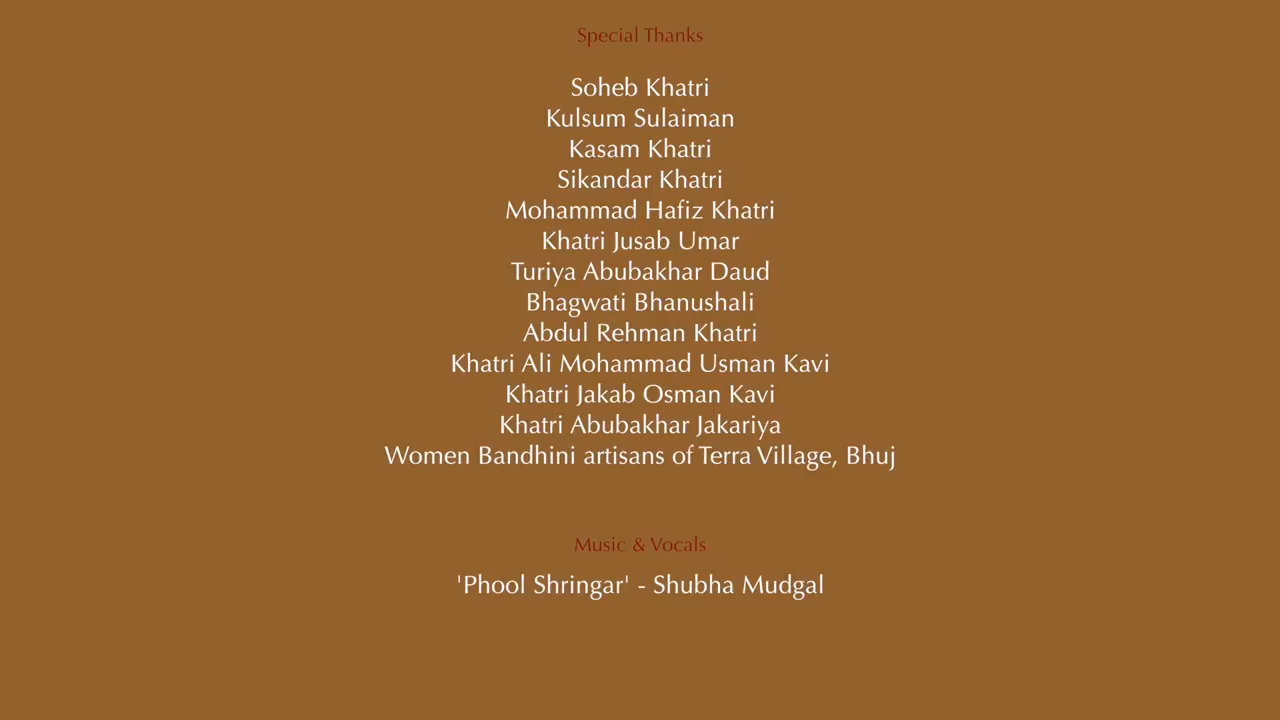 Special Thanks
Soheb Khatri
Kulsum Sulaiman
Kasam Khatri
Sikandar Khatri
Mohammad Hafiz Khatri
Khatri Jusab Umar
Turiya Abubakhar Daud
Bhagwati Bhanushali
Abdul Rehman Khatri
Khatri Ali Mohammad Usman Kavi
Khatri Jakab Osman Kavi
Khatri Abubakhar Jakariya
Women Bandhini artisans of Terra Village, Bhuj
Music & Vocals
'Phool Shringar' - Shubha Mudgal